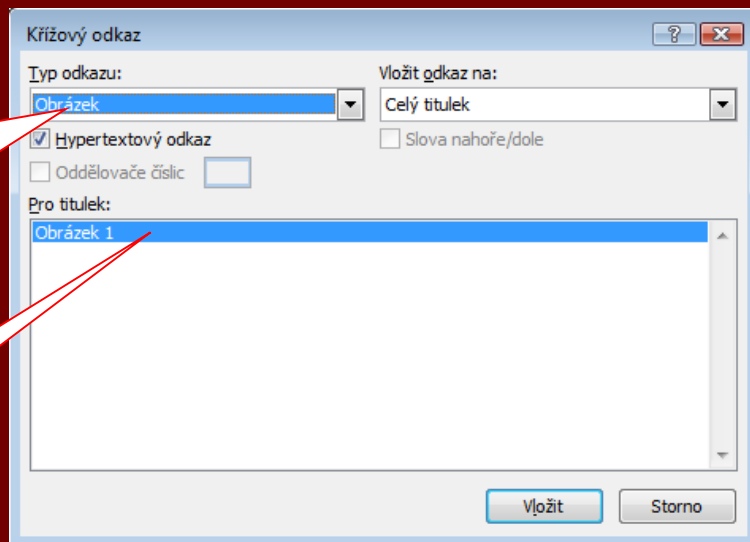 Křížový odkaz
Typ odkazu:
Vložit odkaz na:
Obrázek
Celý titulek
Hypertextový odkaz
Slova nahoře/dole
Oddělovače číslic
Pro titulek:
Obrázek 1
Vložit
Storno